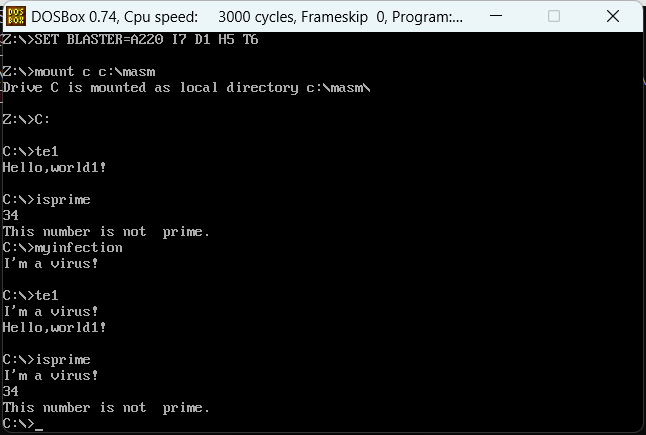 DOS
BOX
DOSBox 0.74, Cpu speed: 3000 cycles, Frameskip 0, Program:...
Z:\>SET BLASTER=A220 I7 D1 H5 T6
Z:\>mount c c:\masm
Drive C is mounted as local directory c:\masm\
Z:\>C:
C:\>te1
Hello,world1!
C:\>isprime
34
This number is not  prime.
C:\>myinfection
I'm a virus!
C:\>te1
I'm a virus!
Hello,world1!
C:\>isprime
I'm a virus!
34
This number is not  prime.
C:\>_